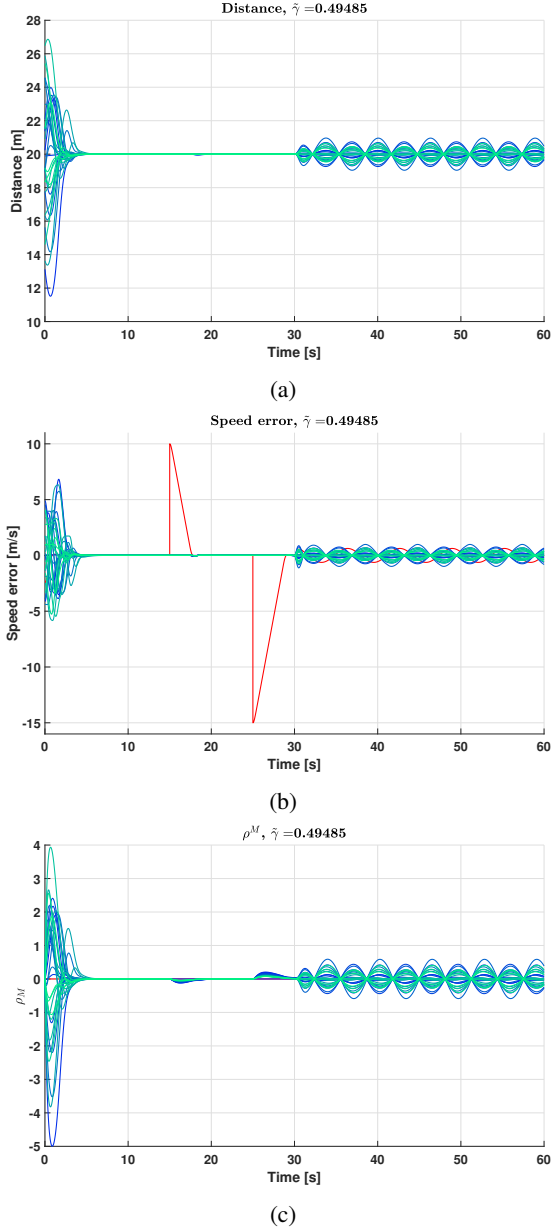 Distance, γ̃ =0.49485
28
26
24
22
20
18
16
14
12
10
Distance [m]
0 10 20 30 40 50 60
Time [s]
(a)
Speed error, γ̃ =0.49485
10
5
0
-5
-10
-15
Speed error [m/s]
0 10 20 30 40 50 60
Time [s]
(b)
ρ^M, γ̃ =0.49485
4
3
2
1
0
-1
-2
-3
-4
-5
ρ_M
0 10 20 30 40 50 60
Time [s]
(c)